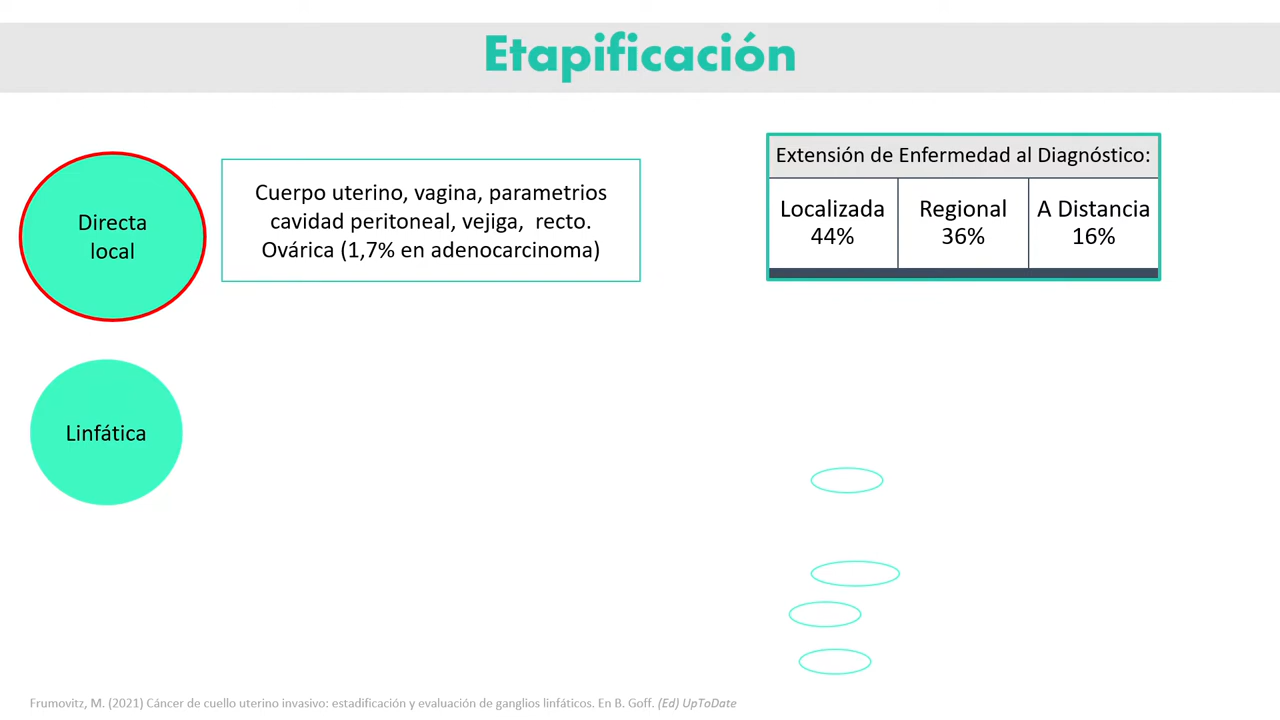 Etapificación
Directa
local
Cuerpo uterino, vagina, parametrios
cavidad peritoneal, vejiga, recto.
Ovárica (1,7% en adenocarcinoma)
Extensión de Enfermedad al Diagnóstico:
Localizada
44%
Regional
36%
A Distancia
16%
Linfática
Frumovitz, M. (2021) Cáncer de cuello uterino invasivo: estadificación y evaluación de ganglios linfáticos. En B. Goff. (Ed) UpToDate